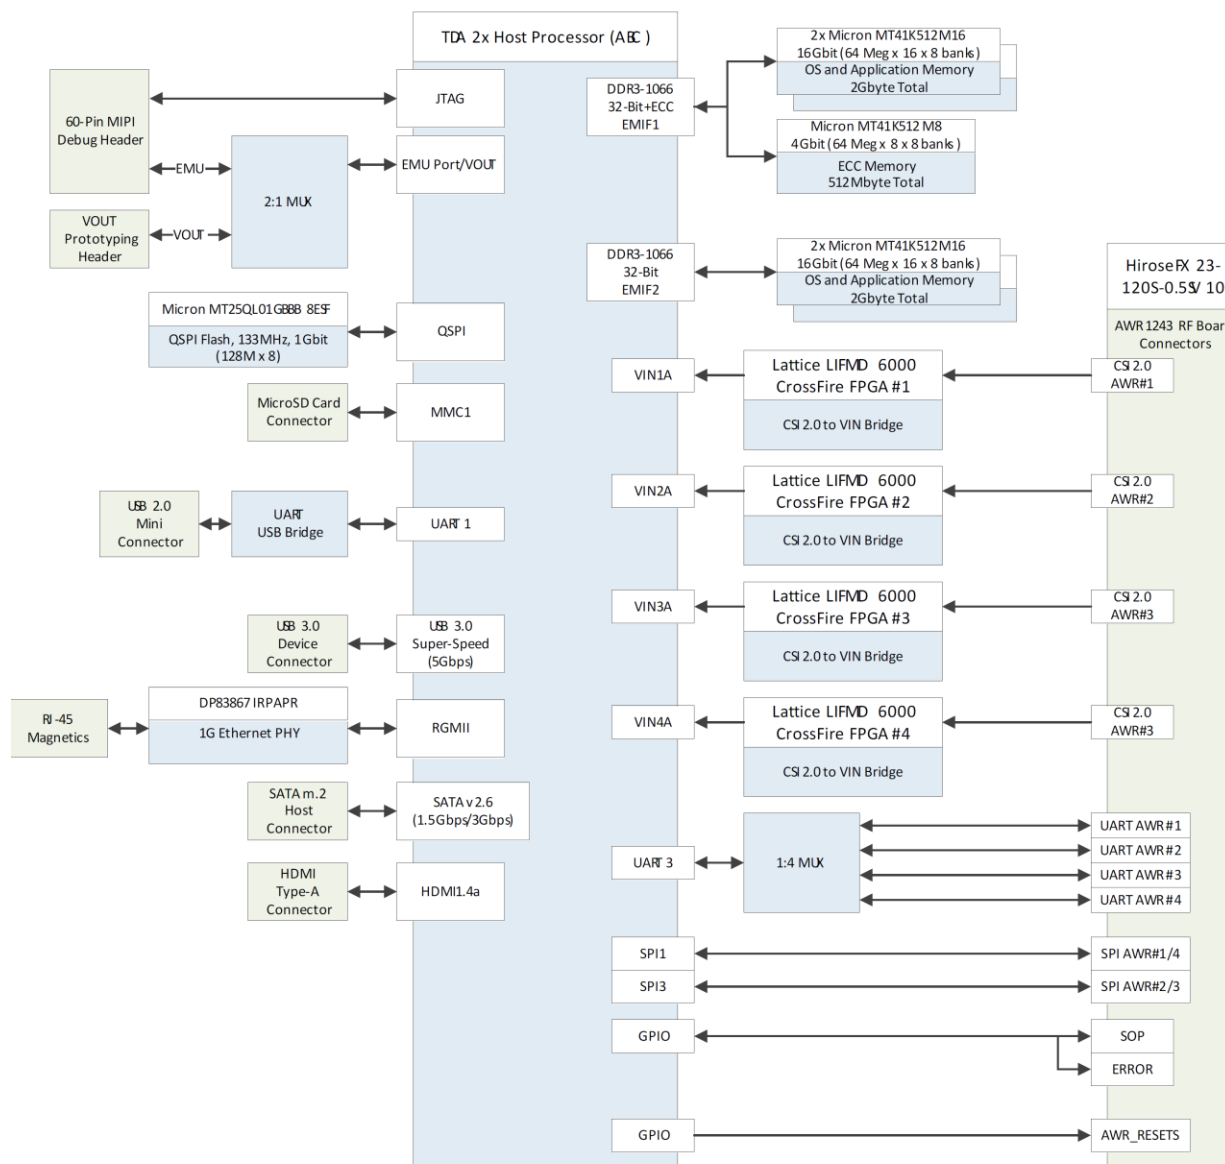 TDA 2x Host Processor (ABC )
60-Pin MIPI
Debug Header
JTAG
EMU
2:1 MUX
EMU Port/VOUT
VOUT
Prototyping
Header
VOUT
Micron MT25QL01GBBB 8ESF
QSPI Flash, 133MHz, 1Gbit
(128M x 8)
QSPI
MicroSD Card
Connector
MMC1
USB 2.0
Mini
Connector
UART
USB Bridge
UART 1
USB 3.0
Device
Connector
USB 3.0
Super-Speed
(5Gbps)
RJ-45
Magnetics
DP83867 IRPAPR
1G Ethernet PHY
RGMII
SATA m.2
Host
Connector
SATA v 2.6
(1.5Gbps/3Gbps)
HDMI
Type-A
Connector
HDMI1.4a
DDR3-1066
32-Bit+ECC
EMIF1
2x Micron MT41K512M16
16Gbit (64 Meg x 16 x 8 banks)
OS and Application Memory
2Gbyte Total
Micron MT41K512 M8
4Gbit (64 Meg x 8 x 8 banks)
ECC Memory
512Mbyte Total
DDR3-1066
32-Bit
EMIF2
2x Micron MT41K512M16
16Gbit (64 Meg x 16 x 8 banks)
OS and Application Memory
2Gbyte Total
Hirose FX 23-
120S-0.5SV 10
AWR1243 RF Boar
Connectors
VIN1A
Lattice LIFMD 6000
CrossFire FPGA #1
CSI 2.0 to VIN Bridge
CSI 2.0
AWR#1
VIN2A
Lattice LIFMD 6000
CrossFire FPGA #2
CSI 2.0 to VIN Bridge
CSI 2.0
AWR#2
VIN3A
Lattice LIFMD 6000
CrossFire FPGA #3
CSI 2.0 to VIN Bridge
CSI 2.0
AWR#3
VIN4A
Lattice LIFMD 6000
CrossFire FPGA #4
CSI 2.0 to VIN Bridge
CSI 2.0
AWR#3
UART 3
1:4 MUX
UART AWR #1
UART AWR #2
UART AWR #3
UART AWR #4
SPI1
SPI AWR#1/4
SPI3
SPI AWR#2/3
GPIO
SOP
ERROR
GPIO
AWR_RESETS